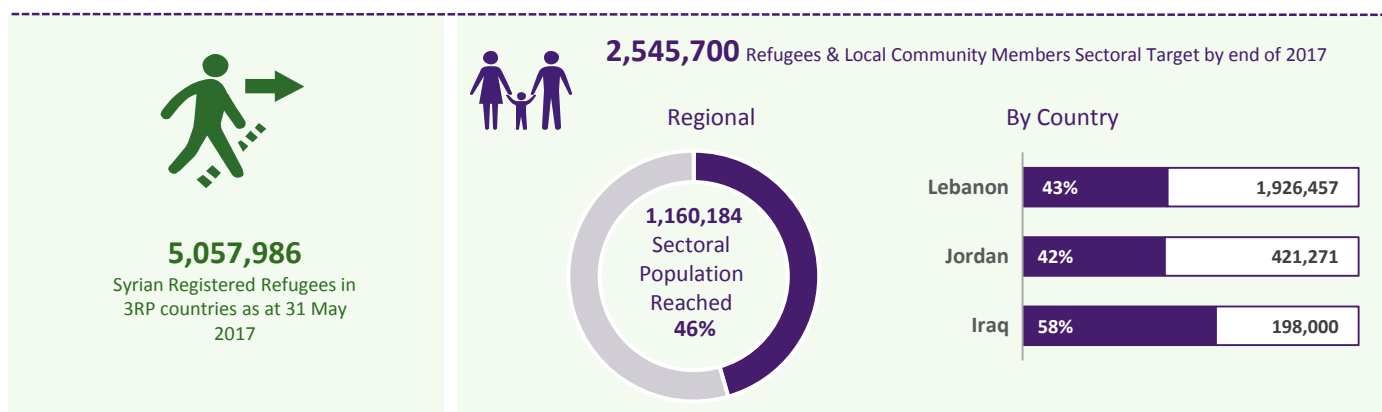 5,057,986
Syrian Registered Refugees in
3RP countries as at 31 May
2017
2,545,700 Refugees & Local Community Members Sectoral Target by end of 2017
Regional
1,160,184
Sectoral
Population
Reached
46%
By Country
Lebanon 43% 1,926,457
Jordan 42% 421,271
Iraq 58% 198,000